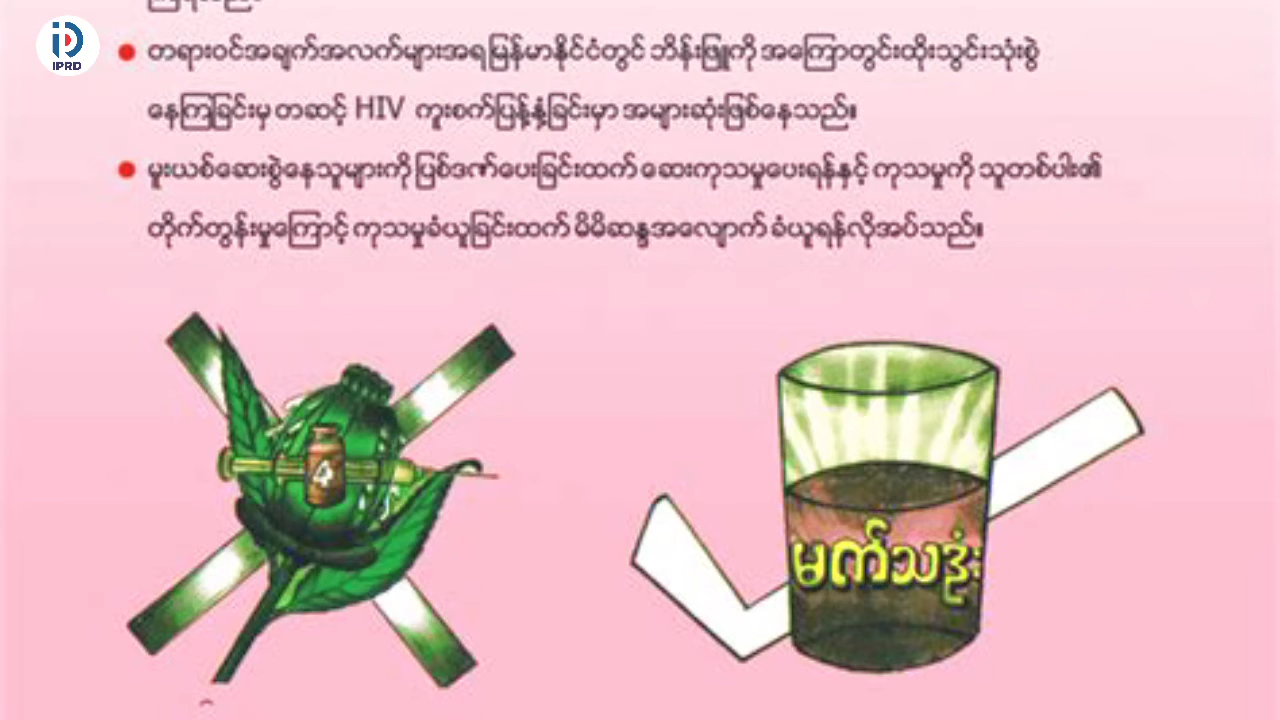 IPRD
တရားဝင်အချက်အလက်များအရ မြန်မာနိုင်ငံတွင် ဘိန်းဖြူကို အကြောတွင်းထိုးသွင်းသုံးစွဲ
နေကြခြင်းမှ တဆင့် HIV ကူးစက်ပြန့်နှံ့ခြင်းမှာ အများဆုံးဖြစ်နေသည်။
မူးယစ်ဆေးစွဲနေသူများကို ပြစ်ဒဏ်ပေးခြင်းထက် ဆေးကုသမှုပေးရန်နှင့် ကုသမှုကို သူတစ်ပါး၏
တိုက်တွန်းမှုကြောင့် ကုသမှုခံယူခြင်းထက် မိမိဆန္ဒအလျောက် ခံယူရန်လိုအပ်သည်။
4
မက်သဒုံး